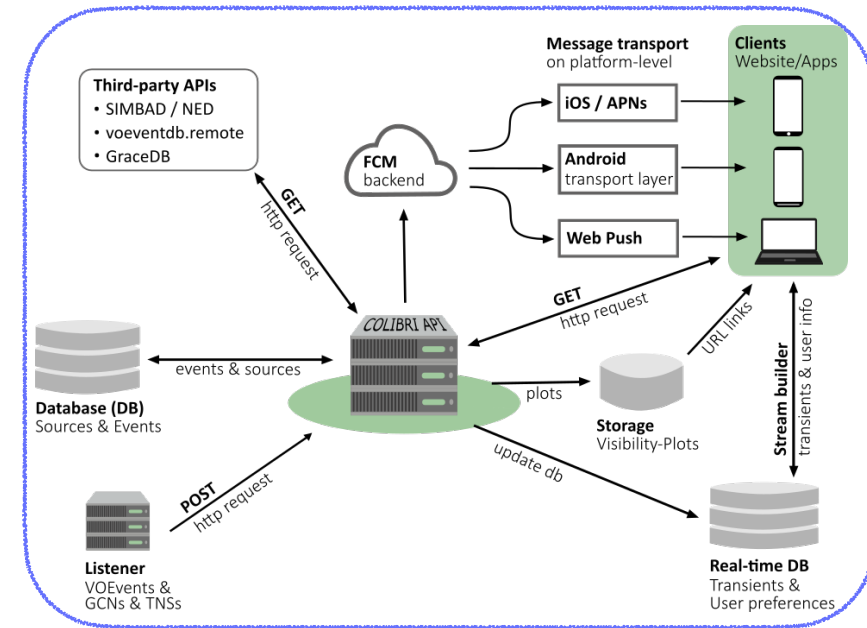 Message transport
on platform-level
Clients
Website/Apps
Third-party APIs
• SIMBAD / NED
• voeventdb.remote
• GraceDB
iOS / APNs
FCM
backend
Android
transport layer
Web Push
GET
http request
GET
http request
COLIBRI API
URL links
Stream builder
transients & user info
events & sources
plots
Database (DB)
Sources & Events
Storage
Visibility-Plots
update db
POST
http request
Listener
VOEvents &
GCNs & TNSs
Real-time DB
Transients &
User preferences